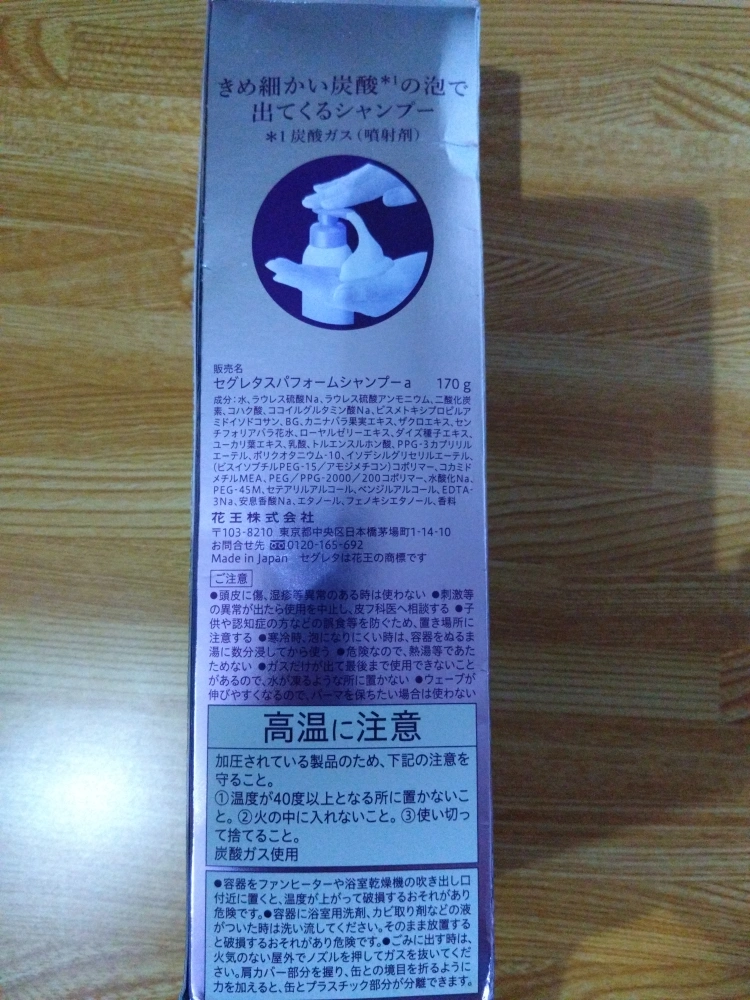 きめ細かい炭酸*1の泡で
出てくるシャンプー
*1炭酸ガス(噴射剤)
販売名
セグレタスパフォームシャンプーa 170g
成分:水、ラウレス硫酸Na、ラウレス硫酸アンモニウム、二酸化炭
素、コハク酸、ココイルグルタミン酸Na、ビスメトキシプロピルア
ミドイソドコサン、BG、カニナバラ果実エキス、ザクロエキス、セン
チフォリアバラ花水、ローヤルゼリーエキス、ダイズ種子エキス、
ユーカリ葉エキス、乳酸、トルエンスルホン酸、PPG-3カプリリル
エーテル、ポリクオタニウム-10、イソデシルグリセリルエーテル、
(ビスイソブチルPEG-15/アモジメチコン)コポリマー、コカミド
メチルMEA、PEG/PPG-2000/200コポリマー、水酸化Na、
PEG-45M、セテアリルアルコール、ベンジルアルコール、EDTA-
3Na、安息香酸Na、エタノール、フェノキシエタノール、香料
花王株式会社
〒103-8210 東京都中央区日本橋茅場町1-14-10
お問合せ先 0120-165-692
Made in Japan セグレタは花王の商標です
ご注意
●頭皮に傷、湿疹等異常のある時は使わない ●刺激等
の異常が出たら使用を中止し、皮フ科医へ相談する ●子
供や認知症の方などの誤食等を防ぐため、置き場所に
注意する ●寒冷時、泡になりにくい時は、容器をぬるま
湯に数分浸してから使う ●危険なので、熱湯等であた
ためない ●ガスだけが出て最後まで使用できないこと
があるので、水が凍るような所に置かない ●ウェーブが
伸びやすくなるので、パーマを保ちたい場合は使わない
高温に注意
加圧されている製品のため、下記の注意を
守ること。
①温度が40度以上となる所に置かないこ
と。②火の中に入れないこと。③使い切っ
て捨てること。
炭酸ガス使用
●容器をファンヒーターや浴室乾燥機の吹き出し口
付近に置くと、温度が上がって破損するおそれがあり
危険です。●容器に浴室用洗剤、カビ取り剤などの液
がついた時は洗い流してください。そのまま放置する
と破損するおそれがあり危険です。●ごみに出す時は、
火気のない屋外でノズルを押してガスを抜いてくだ
さい。肩カバー部分を握り、缶との境目を折るように
力を加えると、缶とプラスチック部分が分離できます。